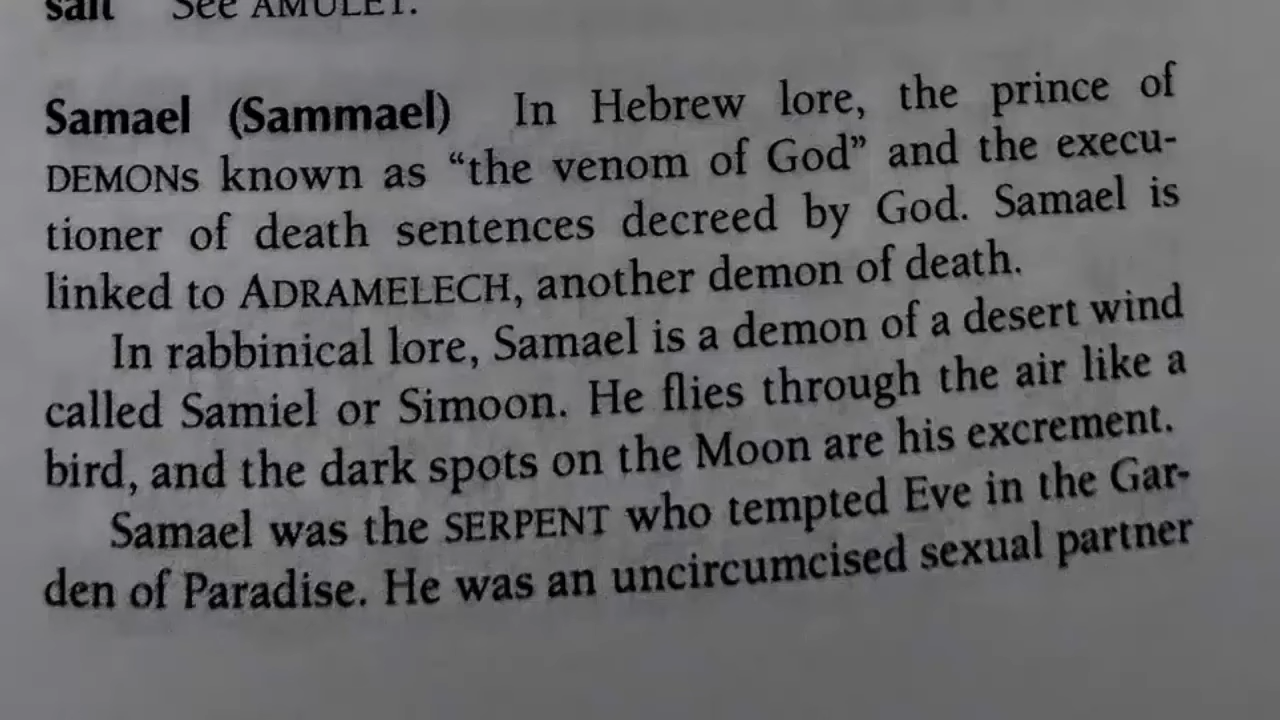 salt See AMULET.
Samael (Sammael) In Hebrew lore, the prince of
DEMONs known as “the venom of God” and the execu-
tioner of death sentences decreed by God. Samael is
linked to ADRAMELECH, another demon of death.
In rabbinical lore, Samael is a demon of a desert wind
called Samiel or Simoon. He flies through the air like a
bird, and the dark spots on the Moon are his excrement.
Samael was the SERPENT who tempted Eve in the Gar-
den of Paradise. He was an uncircumcised sexual partner